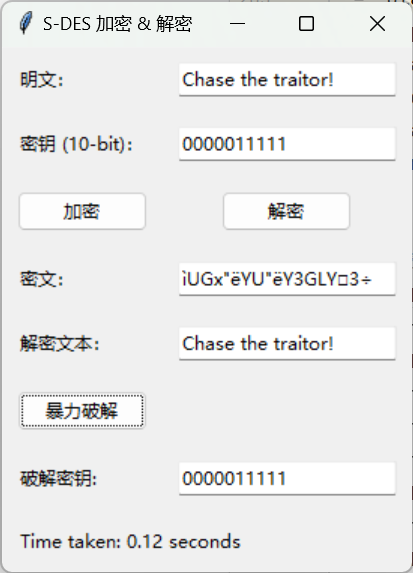 S-DES 加密 & 解密
明文: Chase the traitor!
密钥 (10-bit): 0000011111
加密 解密
密文: ìUGx"ëYU"ëY3GLY□3÷
解密文本: Chase the traitor!
暴力破解
破解密钥: 0000011111
Time taken: 0.12 seconds